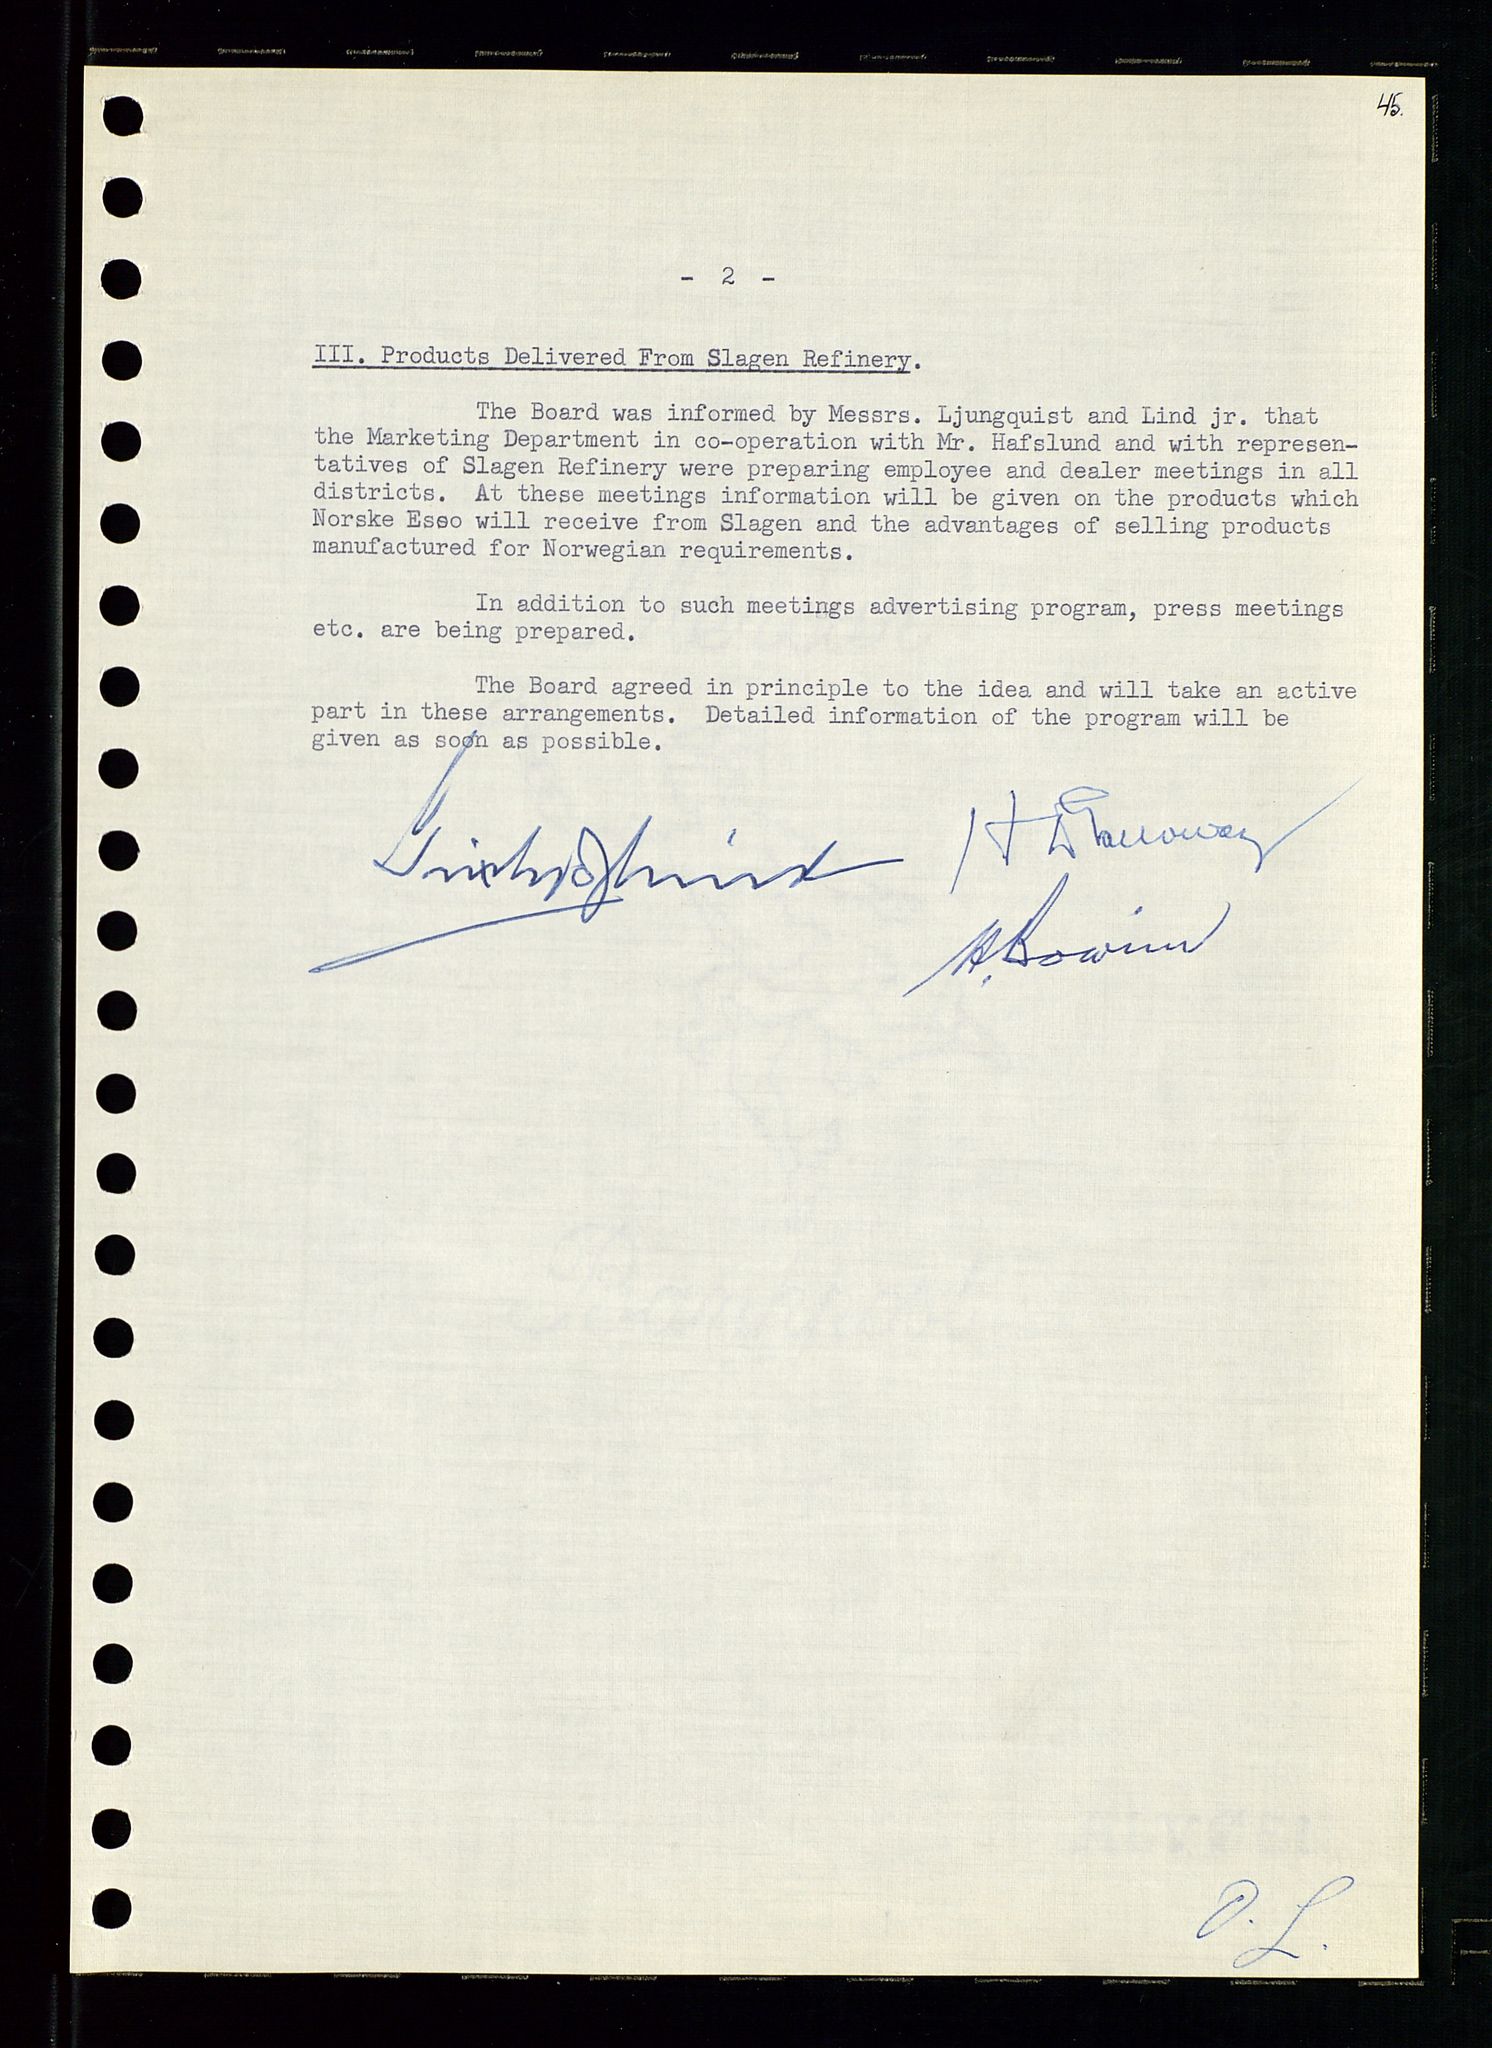 45.
- 2 -
III. Products Delivered From Slagen Refinery.
The Board was informed by Messrs. Ljungquist and Lind jr. that
the Marketing Department in co-operation with Mr. Hafslund and with represen-
tatives of Slagen Refinery were preparing employee and dealer meetings in all
districts. At these meetings information will be given on the products which
Norske Esso will receive from Slagen and the advantages of selling products
manufactured for Norwegian requirements.
In addition to such meetings advertising program, press meetings
etc. are being prepared.
The Board agreed in principle to the idea and will take an active
part in these arrangements. Detailed information of the program will be
given as soon as possible.
H
H.
O. L.